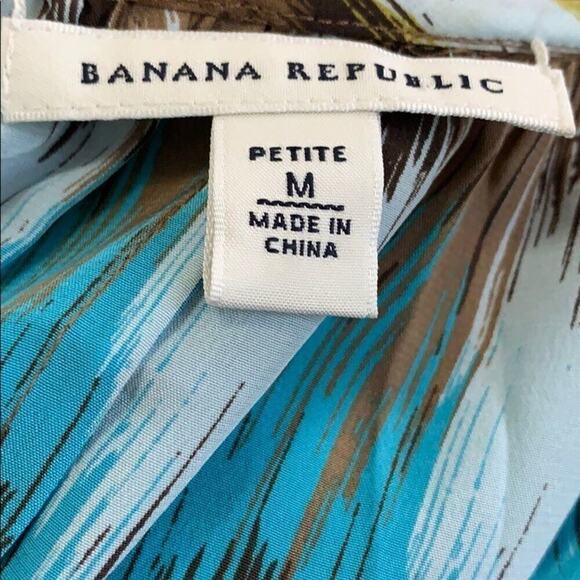 BANANA REPUBLIC
PETITE
M
MADE IN
CHINA